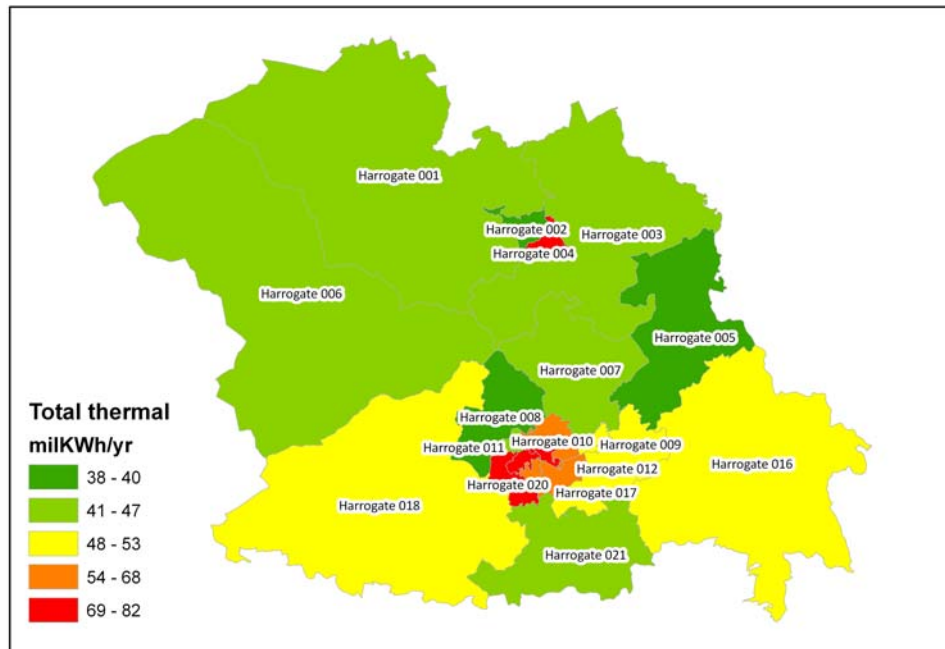 Harrogate 001
Harrogate 002
Harrogate 003
Harrogate 004
Harrogate 006
Harrogate 005
Harrogate 007
Harrogate 008
Harrogate 010
Harrogate 009
Harrogate 011
Harrogate 012
Harrogate 016
Harrogate 020
Harrogate 017
Harrogate 018
Harrogate 021
Total thermal
milKWh/yr
38 - 40
41 - 47
48 - 53
54 - 68
69 - 82